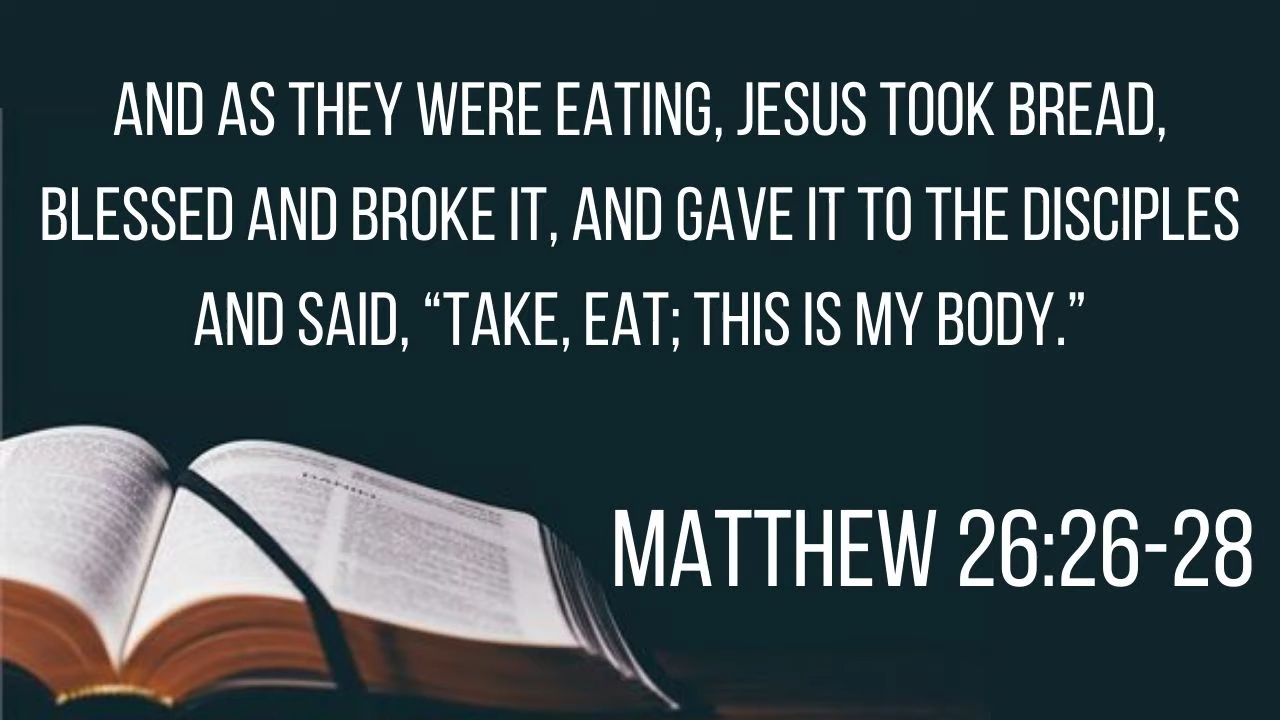 AND AS THEY WERE EATING, JESUS TOOK BREAD,
BLESSED AND BROKE IT, AND GAVE IT TO THE DISCIPLES
AND SAID, “TAKE, EAT; THIS IS MY BODY.”
DANIEL
MATTHEW 26:26-28